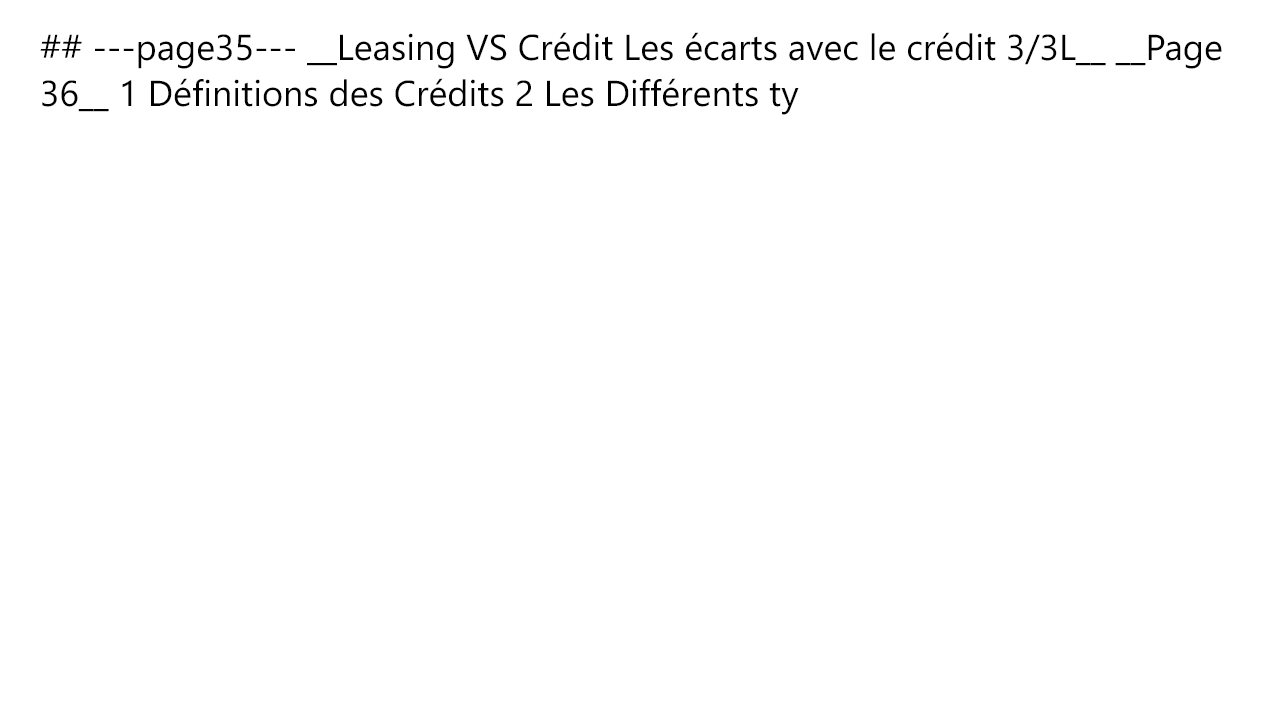 ## ---page35--- __Leasing VS Crédit Les écarts avec le crédit 3/3L__ __Page
36__ 1 Définitions des Crédits 2 Les Différents ty